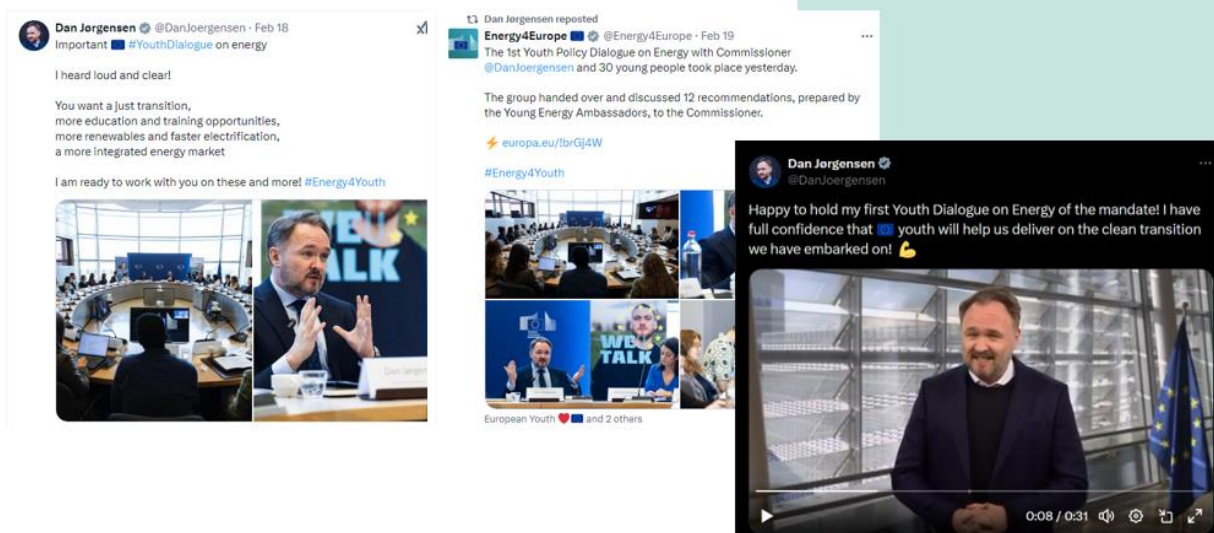 Dan Jørgensen @DanJoergensen · Feb 18
Important #YouthDialogue on energy
I heard loud and clear!
You want a just transition,
more education and training opportunities,
more renewables and faster electrification,
a more integrated energy market
I am ready to work with you on these and more! #Energy4Youth
TALK
Dan Jørgen
Dan Jørgensen reposted
Energy4Europe @Energy4Europe · Feb 19
The 1st Youth Policy Dialogue on Energy with Commissioner
@DanJoergensen and 30 young people took place yesterday.
The group handed over and discussed 12 recommendations, prepared by
the Young Energy Ambassadors, to the Commissioner.
⚡ europa.eu/!brGj4W
#Energy4Youth
WE
TALK
European Youth ❤️🇪🇺 and 2 others
Dan Jørgensen
@DanJoergensen
Happy to hold my first Youth Dialogue on Energy of the mandate! I have
full confidence that 🇪🇺 youth will help us deliver on the clean transition
we have embarked on! 💪
0:08 / 0:31